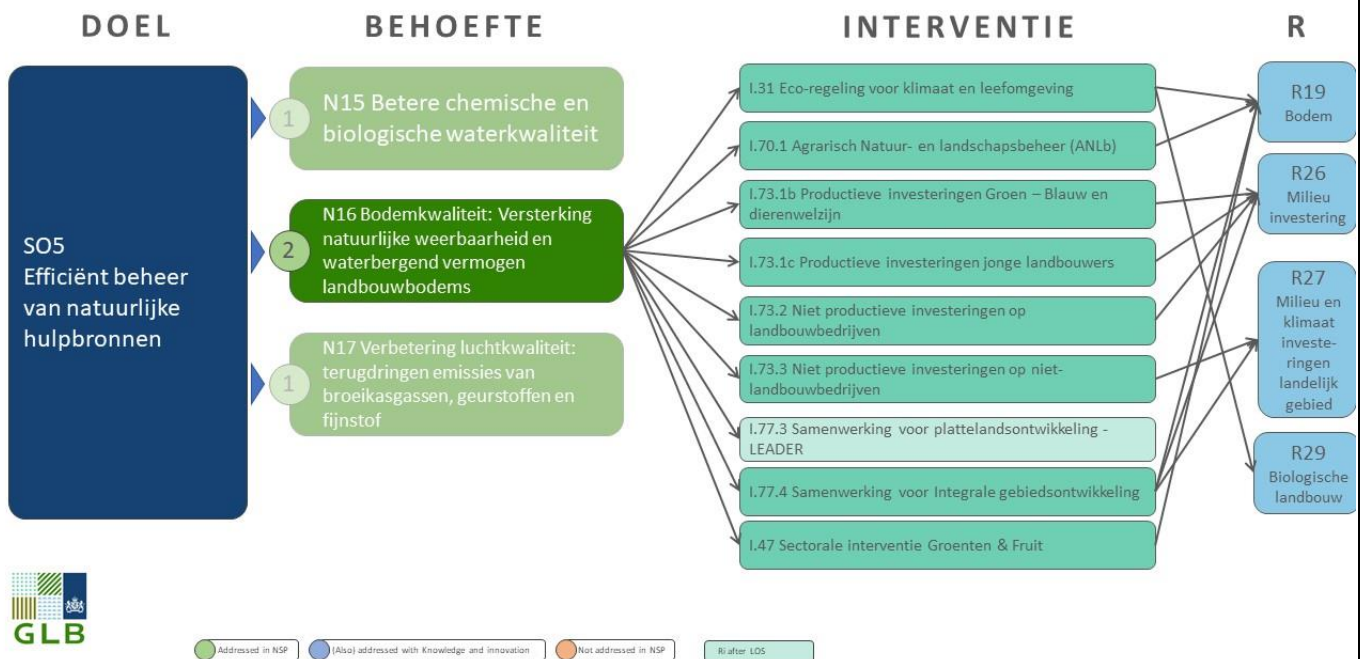 DOEL
BEHOEFTE
INTERVENTIE
R
SO5
Efficiënt beheer
van natuurlijke
hulpbronnen
1
N15 Betere chemische en
biologische waterkwaliteit
2
N16 Bodemkwaliteit: Versterking
natuurlijke weerbaarheid en
waterbergend vermogen
landbouwbodems
1
N17 Verbetering luchtkwaliteit:
terugdringen emissies van
broeikasgassen, geurstoffen en
fijnstof
I.31 Eco-regeling voor klimaat en leefomgeving
I.70.1 Agrarisch Natuur- en landschapsbeheer (ANLb)
I.73.1b Productieve investeringen Groen – Blauw en
dierenwelzijn
I.73.1c Productieve investeringen jonge landbouwers
I.73.2 Niet productieve investeringen op
landbouwbedrijven
I.73.3 Niet productieve investeringen op niet-
landbouwbedrijven
I.77.3 Samenwerking voor plattelandsontwikkeling -
LEADER
I.77.4 Samenwerking voor Integrale gebiedsontwikkeling
I.47 Sectorale interventie Groenten & Fruit
R19
Bodem
R26
Milieu
investering
R27
Milieu en
klimaat
investe-
ringen
landelijk
gebied
R29
Biologische
landbouw
GLB
Addressed in NSP
(Also) addressed with Knowledge and innovation
Not addressed in NSP
Ri after LOS